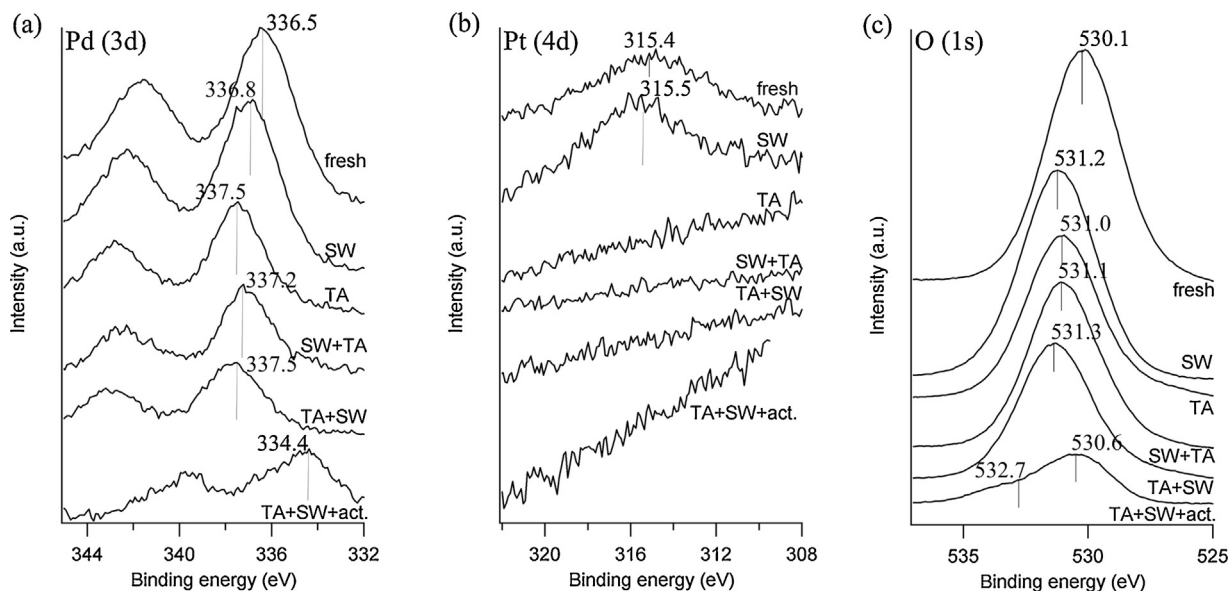 (a)
Pd (3d)
336.5
336.8
fresh
337.5
SW
337.2
TA
337.5
SW+TA
334.4
TA+SW
TA+SW+act.
Intensity (a.u.)
344
340
336
332
Binding energy (eV)
(b)
Pt (4d)
315.4
fresh
315.5
SW
TA
SW+TA
TA+SW
TA+SW+act.
Intensity (a.u.)
320
316
312
308
Binding energy (eV)
(c)
O (1s)
530.1
fresh
531.2
531.0
531.1
531.3
SW
TA
SW+TA
530.6
532.7
TA+SW
TA+SW+act.
Intensity (a.u.)
535
530
525
Binding energy (eV)